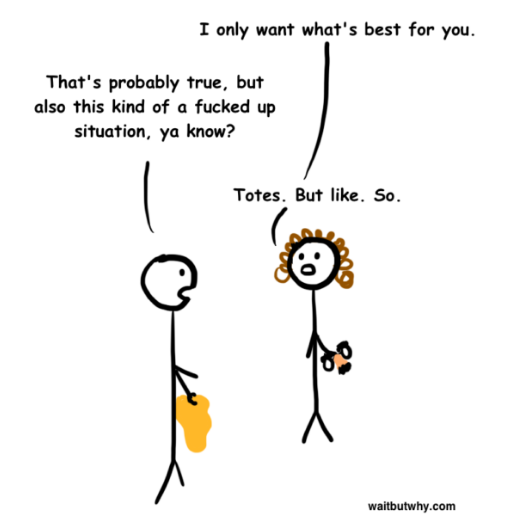 I only want what's best for you.
That's probably true, but
also this kind of a fucked up
situation, ya know?
Totes. But like. So.
waitbutwhy.com